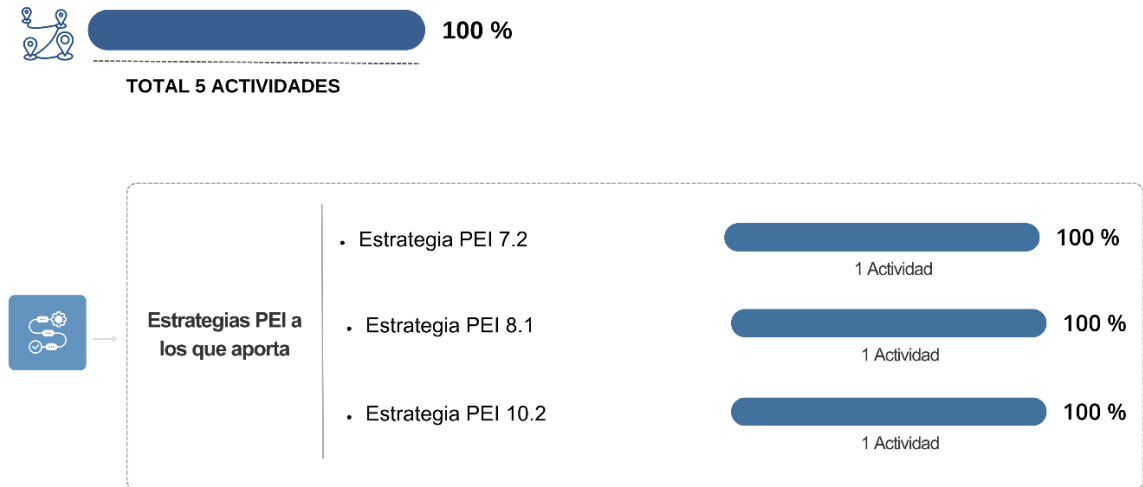 100 %
TOTAL 5 ACTIVIDADES
• Estrategia PEI 7.2
100 %
1 Actividad
Estrategias PEI a
los que aporta
• Estrategia PEI 8.1
100 %
1 Actividad
• Estrategia PEI 10.2
100 %
1 Actividad